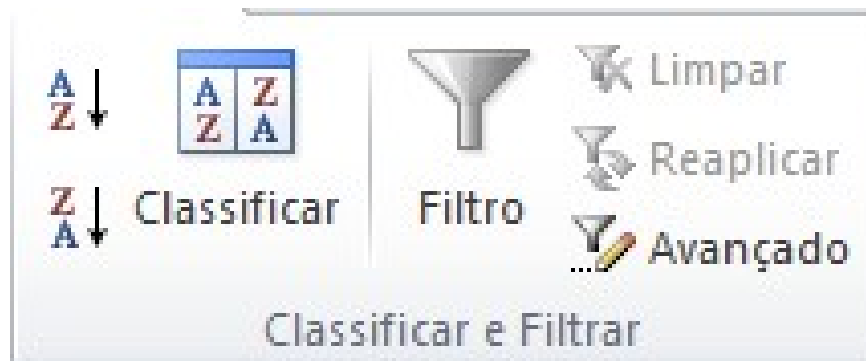 A
Z
A Z
Z A
Z
A
Classificar
Filtro
Limpar
Reaplicar
Avançado
Classificar e Filtrar